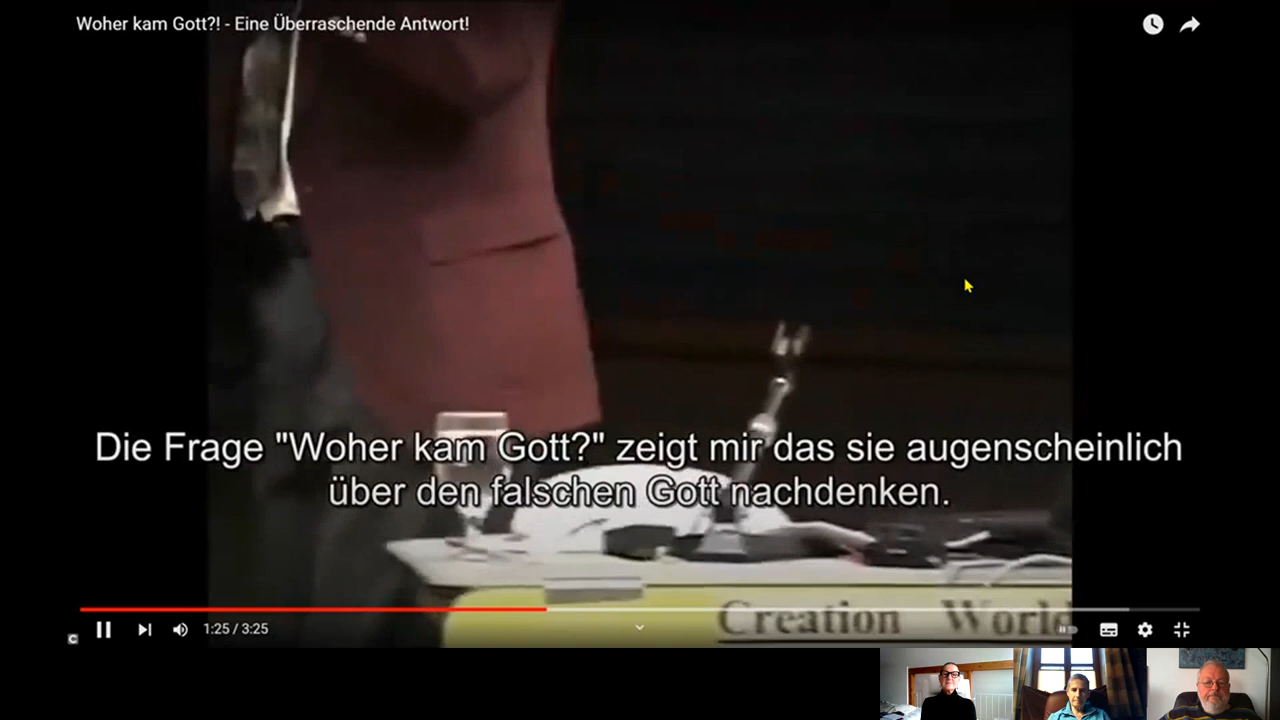 Woher kam Gott?! - Eine Überraschende Antwort!
Die Frage "Woher kam Gott?" zeigt mir das sie augenscheinlich
über den falschen Gott nachdenken.
Creation World
1:25 / 3:25